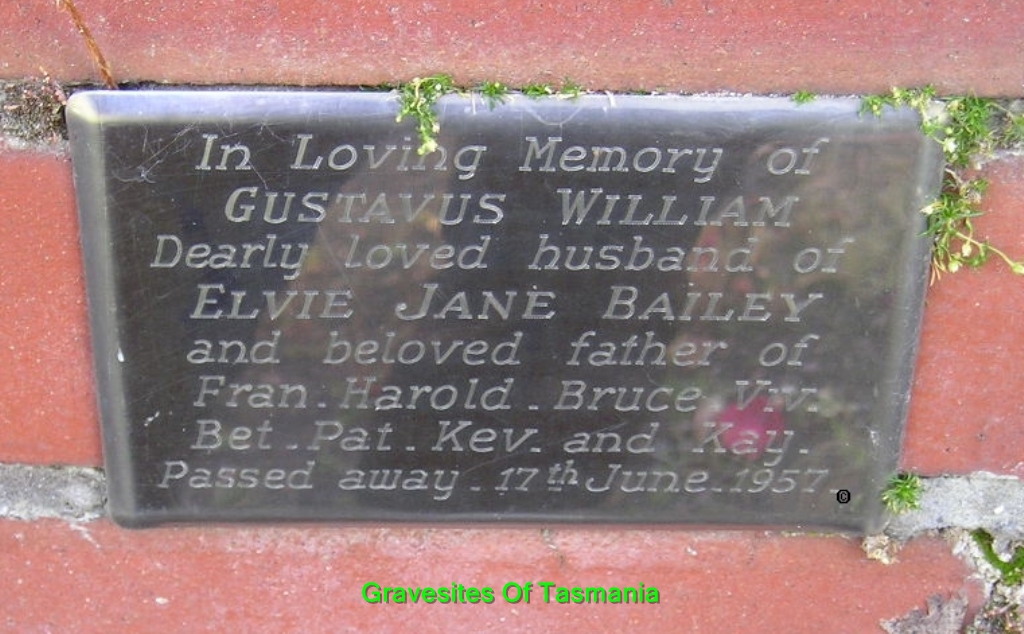 In Loving Memory of
GUSTAVUS WILLIAM
Dearly loved husband of
ELVIE JANE BAILEY
and beloved father of
Fran. Harold. Bruce. Viv.
Bet. Pat. Kev. and Kay.
Passed away. 17th June. 1957.
©
Gravesites Of Tasmania